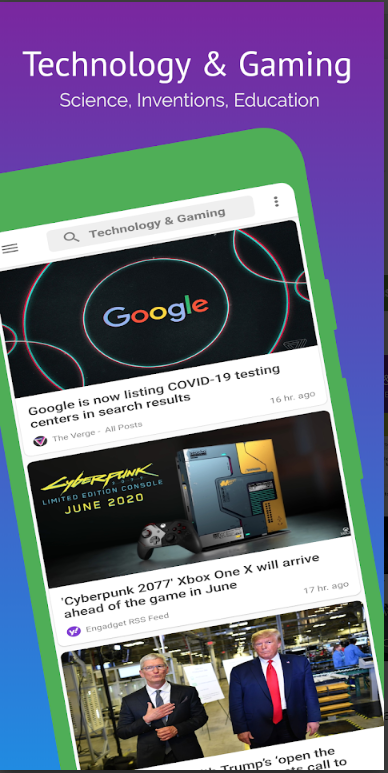 Technology & Gaming
Science, Inventions, Education
Technology & Gaming
Google
Google is now listing COVID-19 testing
centers in search results
16 hr. ago
The Verge - All Posts
Cyberpunk
2077
LIMITED EDITION CONSOLE
JUNE 2020
'Cyberpunk 2077' Xbox One X will arrive
ahead of the game in June
17 hr. ago
Engadget RSS Feed
Trump's 'open the
call to